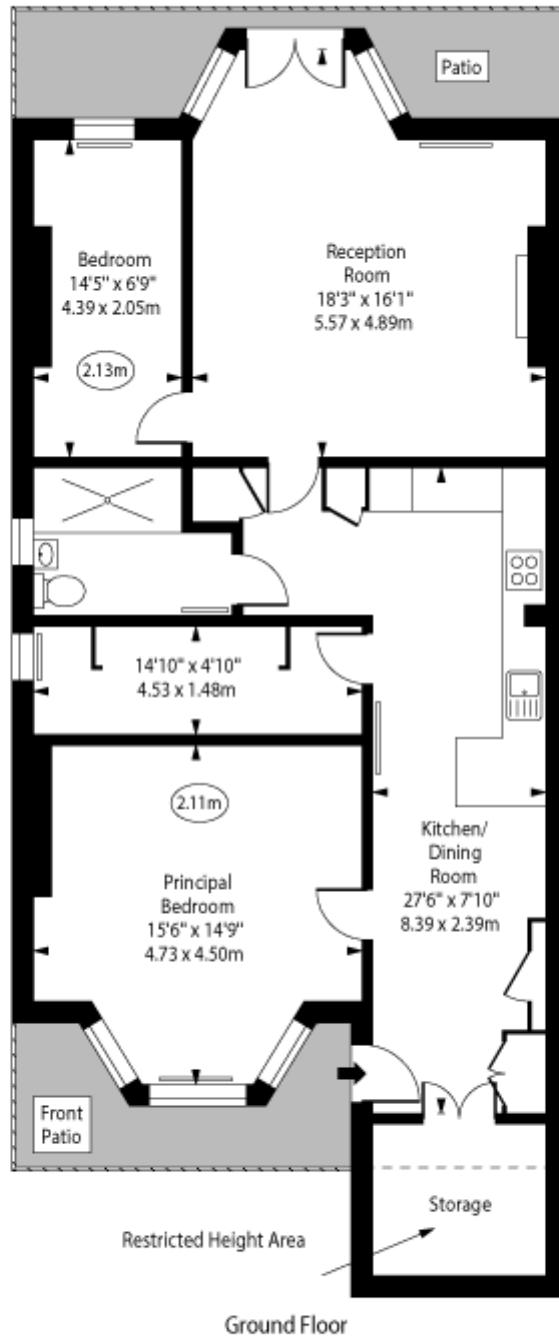 Patio
Bedroom
14'5" x 6'9"
4.39 x 2.05m
2.13m
Reception
Room
18'3" x 16'1"
5.57 x 4.89m
14'10" x 4'10"
4.53 x 1.48m
2.11m
Principal
Bedroom
15'6" x 14'9"
4.73 x 4.50m
Kitchen/
Dining
Room
27'6" x 7'10"
8.39 x 2.39m
Front
Patio
Storage
Restricted Height Area
Ground Floor